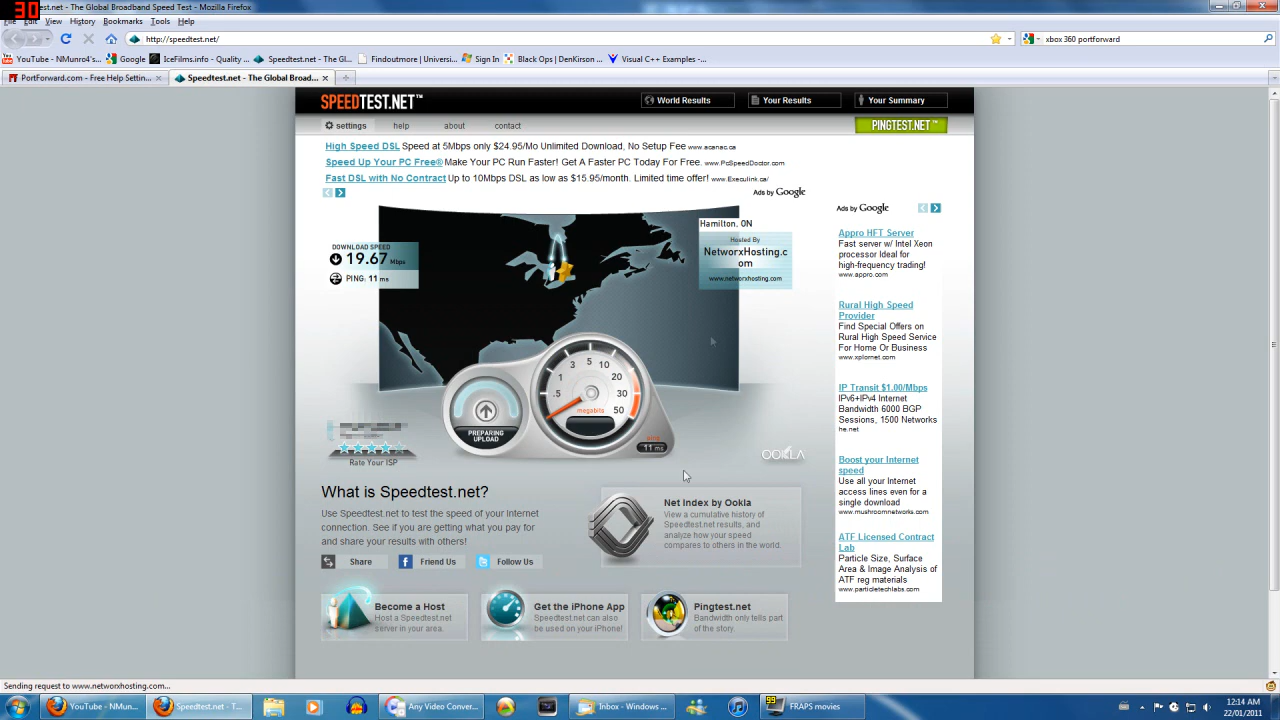 30
st.net - The Global Broadband Speed Test - Mozilla Firefox
File Edit View History Bookmarks Tools Help
http://speedtest.net/
xbox 360 portforward
YouTube - NMunro4's...
Google
IceFilms.info - Quality ...
Speedtest.net - The Gl...
Findoutmore | Universi...
Sign In
Black Ops | DenKirson ...
Visual C++ Examples -...
PortForward.com - Free Help Settin...
Speedtest.net - The Global Broad...
SPEEDTEST.NET™
World Results
Your Results
Your Summary
settings
help
about
contact
PINGTEST.NET™
High Speed DSL Speed at 5Mbps only $24.95/Mo Unlimited Download, No Setup Fee www.acanac.ca
Speed Up Your PC Free® Make Your PC Run Faster! Get A Faster PC Today For Free. www.PcSpeedDoctor.com
Fast DSL with No Contract Up to 10Mbps DSL as low as $15.95/month. Limited time offer! www.Execulink.ca/
Ads by Google
DOWNLOAD SPEED
19.67 Mbps
PING: 11 ms
Hamilton, ON
Hosted By
NetworxHosting.c
om
www.networxhosting.com
.5
1
3
5
10
20
30
50
megabits
PREPARING
UPLOAD
PING
11 ms
Rate Your ISP
OOKLA
Ads by Google
Appro HFT Server
Fast server w/ Intel Xeon
processor Ideal for
high-frequency trading!
www.appro.com
Rural High Speed
Provider
Find Special Offers on
Rural High Speed Service
For Home Or Business
www.xplornet.com
IP Transit $1.00/Mbps
IPv6+IPv4 Internet
Bandwidth 6000 BGP
Sessions, 1500 Networks
he.net
Boost your Internet
speed
Use all your Internet
access lines even for a
single download
www.mushroomnetworks.com
ATF Licensed Contract
Lab
Particle Size, Surface
Area & Image Analysis of
ATF reg materials
www.particletechlabs.com
What is Speedtest.net?
Use Speedtest.net to test the speed of your Internet
connection. See if you are getting what you pay for
and share your results with others!
Share
Friend Us
Follow Us
Net Index by Ookla
View a cumulative history of
Speedtest.net results, and
analyze how your speed
compares to others in the world.
Become a Host
Host a Speedtest.net
server in your area.
Get the iPhone App
Speedtest.net can also
be used on your iPhone!
Pingtest.net
Bandwidth only tells part
of the story.
Sending request to www.networxhosting.com...
YouTube - NMun...
Speedtest.net - T...
Any Video Conver...
Inbox - Windows ...
99
FRAPS movies
12:14 AM
22/01/2011